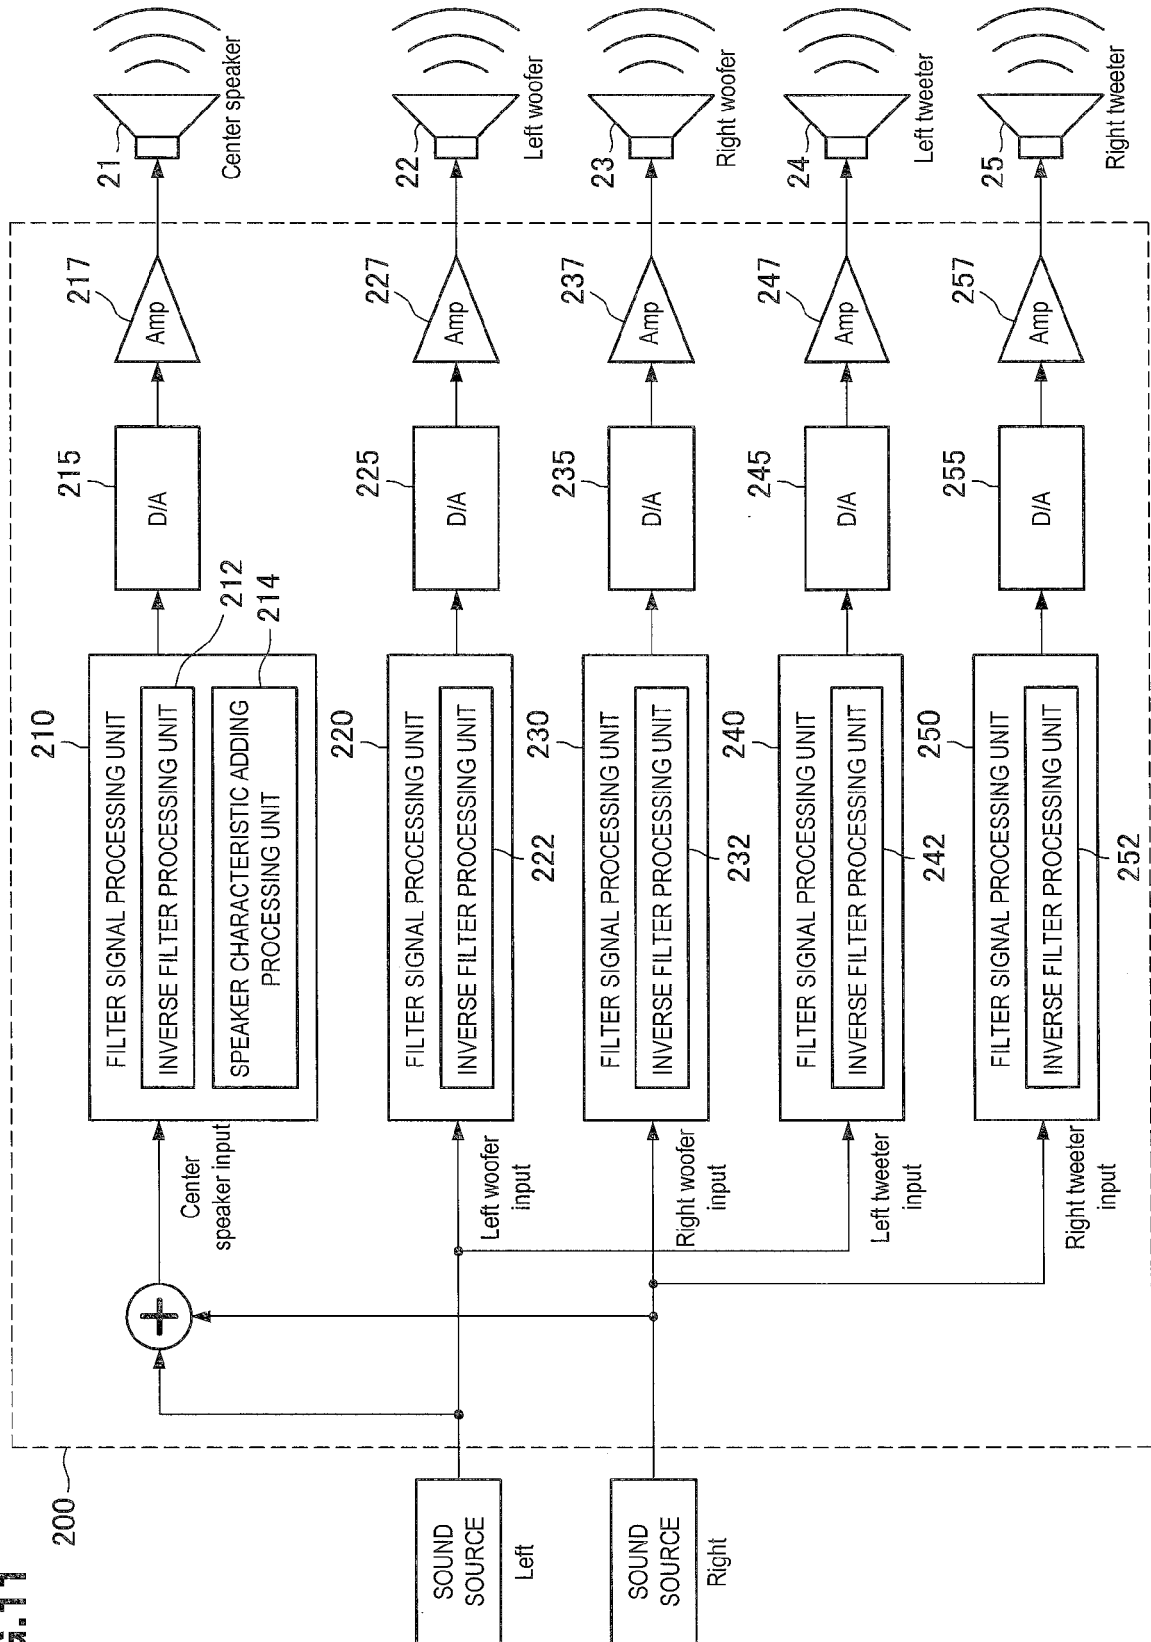 G.11
200
SOUND
SOURCE
Left
SOUND
SOURCE
Right
Center
speaker input
210
FILTER SIGNAL PROCESSING UNIT
INVERSE FILTER PROCESSING UNIT
212
SPEAKER CHARACTERISTIC ADDING
PROCESSING UNIT
214
215
D/A
217
Amp
21
Center speaker
Left woofer
input
220
FILTER SIGNAL PROCESSING UNIT
INVERSE FILTER PROCESSING UNIT
222
225
D/A
227
Amp
22
Left woofer
Right woofer
input
230
FILTER SIGNAL PROCESSING UNIT
INVERSE FILTER PROCESSING UNIT
232
235
D/A
237
Amp
23
Right woofer
Left tweeter
input
240
FILTER SIGNAL PROCESSING UNIT
INVERSE FILTER PROCESSING UNIT
242
245
D/A
247
Amp
24
Left tweeter
Right tweeter
input
250
FILTER SIGNAL PROCESSING UNIT
INVERSE FILTER PROCESSING UNIT
252
255
D/A
257
Amp
25
Right tweeter